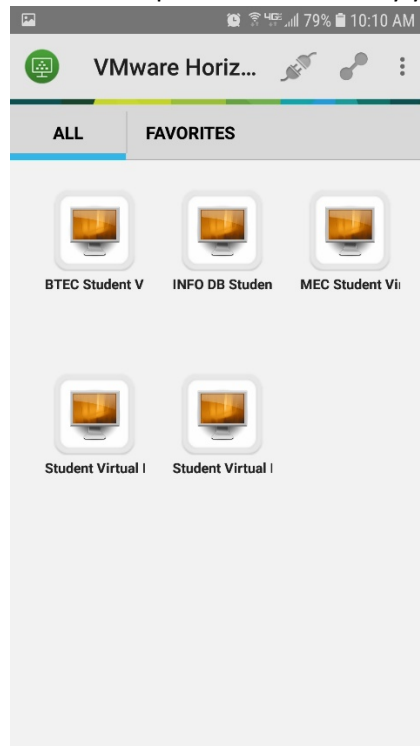 79% 10:10 AM
VMware Horiz...
ALL FAVORITES
BTEC Student V INFO DB Studen MEC Student Vi
Student Virtual Student Virtual